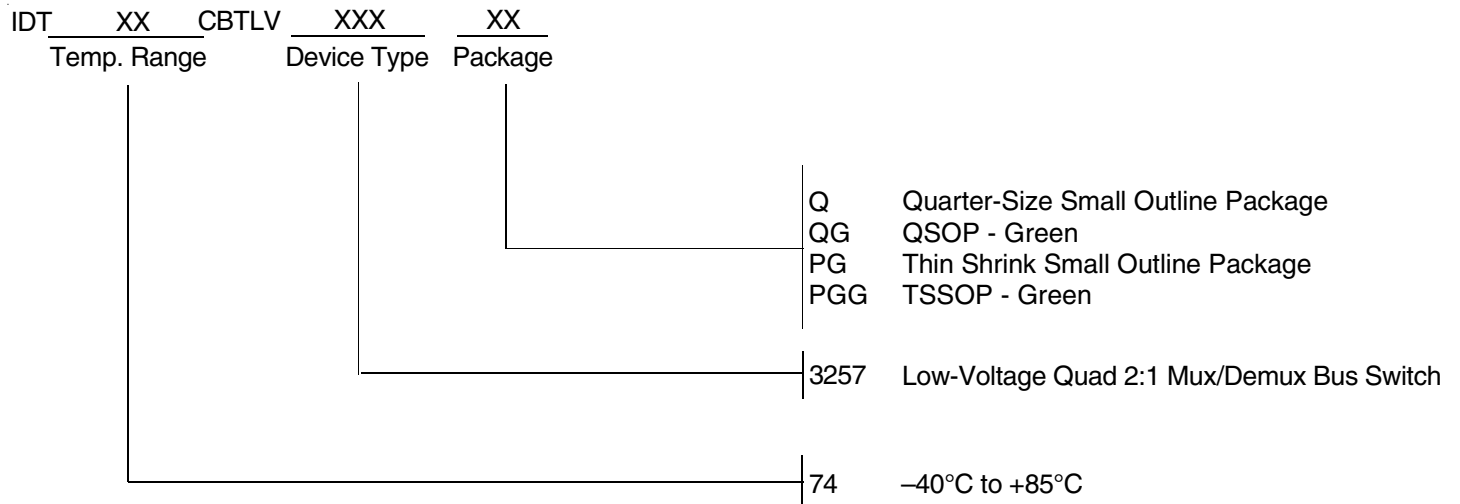 IDT XX CBTLV XXX XX
Temp. Range Device Type Package
Q Quarter-Size Small Outline Package
QG QSOP - Green
PG Thin Shrink Small Outline Package
PGG TSSOP - Green
3257 Low-Voltage Quad 2:1 Mux/Demux Bus Switch
74 –40°C to +85°C